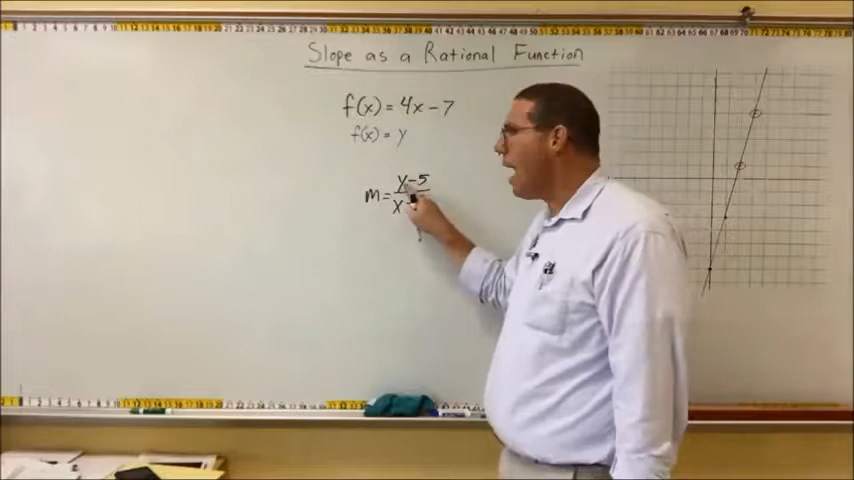 Slope as a Rational Function
f(x) = 4x - 7
f(x) = y
m = y - 5
x -